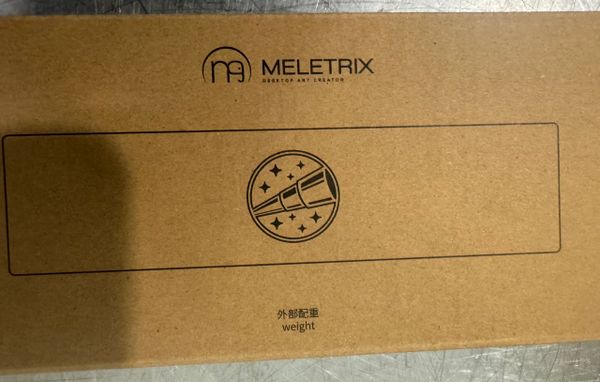 MELETRIX
DESKTOP ART CREATOR
外部配重
weight